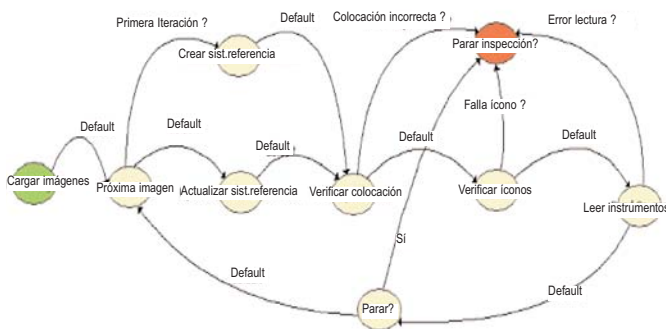 Primera Iteración ?
Default
Colocación incorrecta ?
Error lectura ?
Crear sist.referencia
Parar inspección?
Falla ícono ?
Default
Default
Default
Default
Default
Cargar imágenes
Próxima imagen
Actualizar sist.referencia
Verificar colocación
Verificar íconos
Leer instrumentos
Sí
Default
Default
Parar?